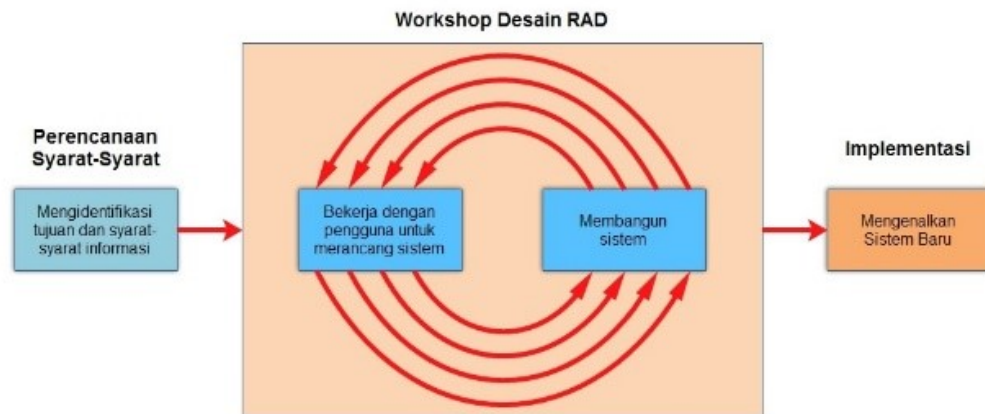 Workshop Desain RAD
Perencanaan
Syarat-Syarat
Mengidentifikasi
tujuan dan syarat-
syarat informasi
Bekerja dengan
pengguna untuk
merancang sistem
Membangun
sistem
Implementasi
Mengenalkan
Sistem Baru